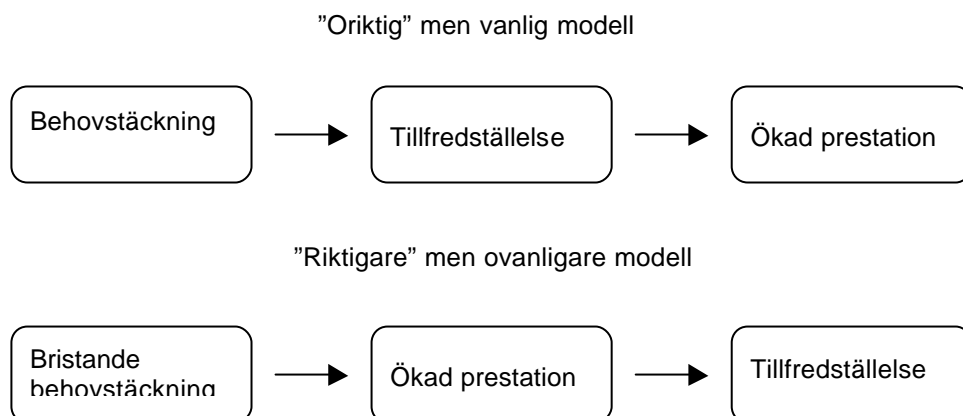 ”Oriktig” men vanlig modell
Behovstäckning
Tillfredställelse
Ökad prestation
”Riktigare” men ovanligare modell
Bristande
behovstäckning
Ökad prestation
Tillfredställelse